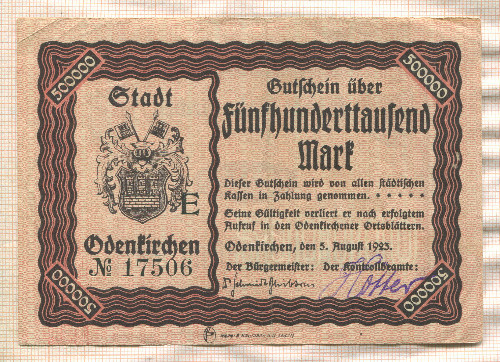 500000
500000
Stadt
E
Odenkirchen
№ 17506
Gutschein über
Fünfhunderttausend
Mark
Dieser Gutschein wird von allen städtischen
Kassen in Zahlung genommen. • • • • •
Seine Gültigkeit verliert er nach erfolgtem
Aufruf in den Odenkirchener Ortsblättern.
Odenkirchen, den 5. August 1923.
Der Bürgermeister: Der Kontrollbeamte:
500000
500000